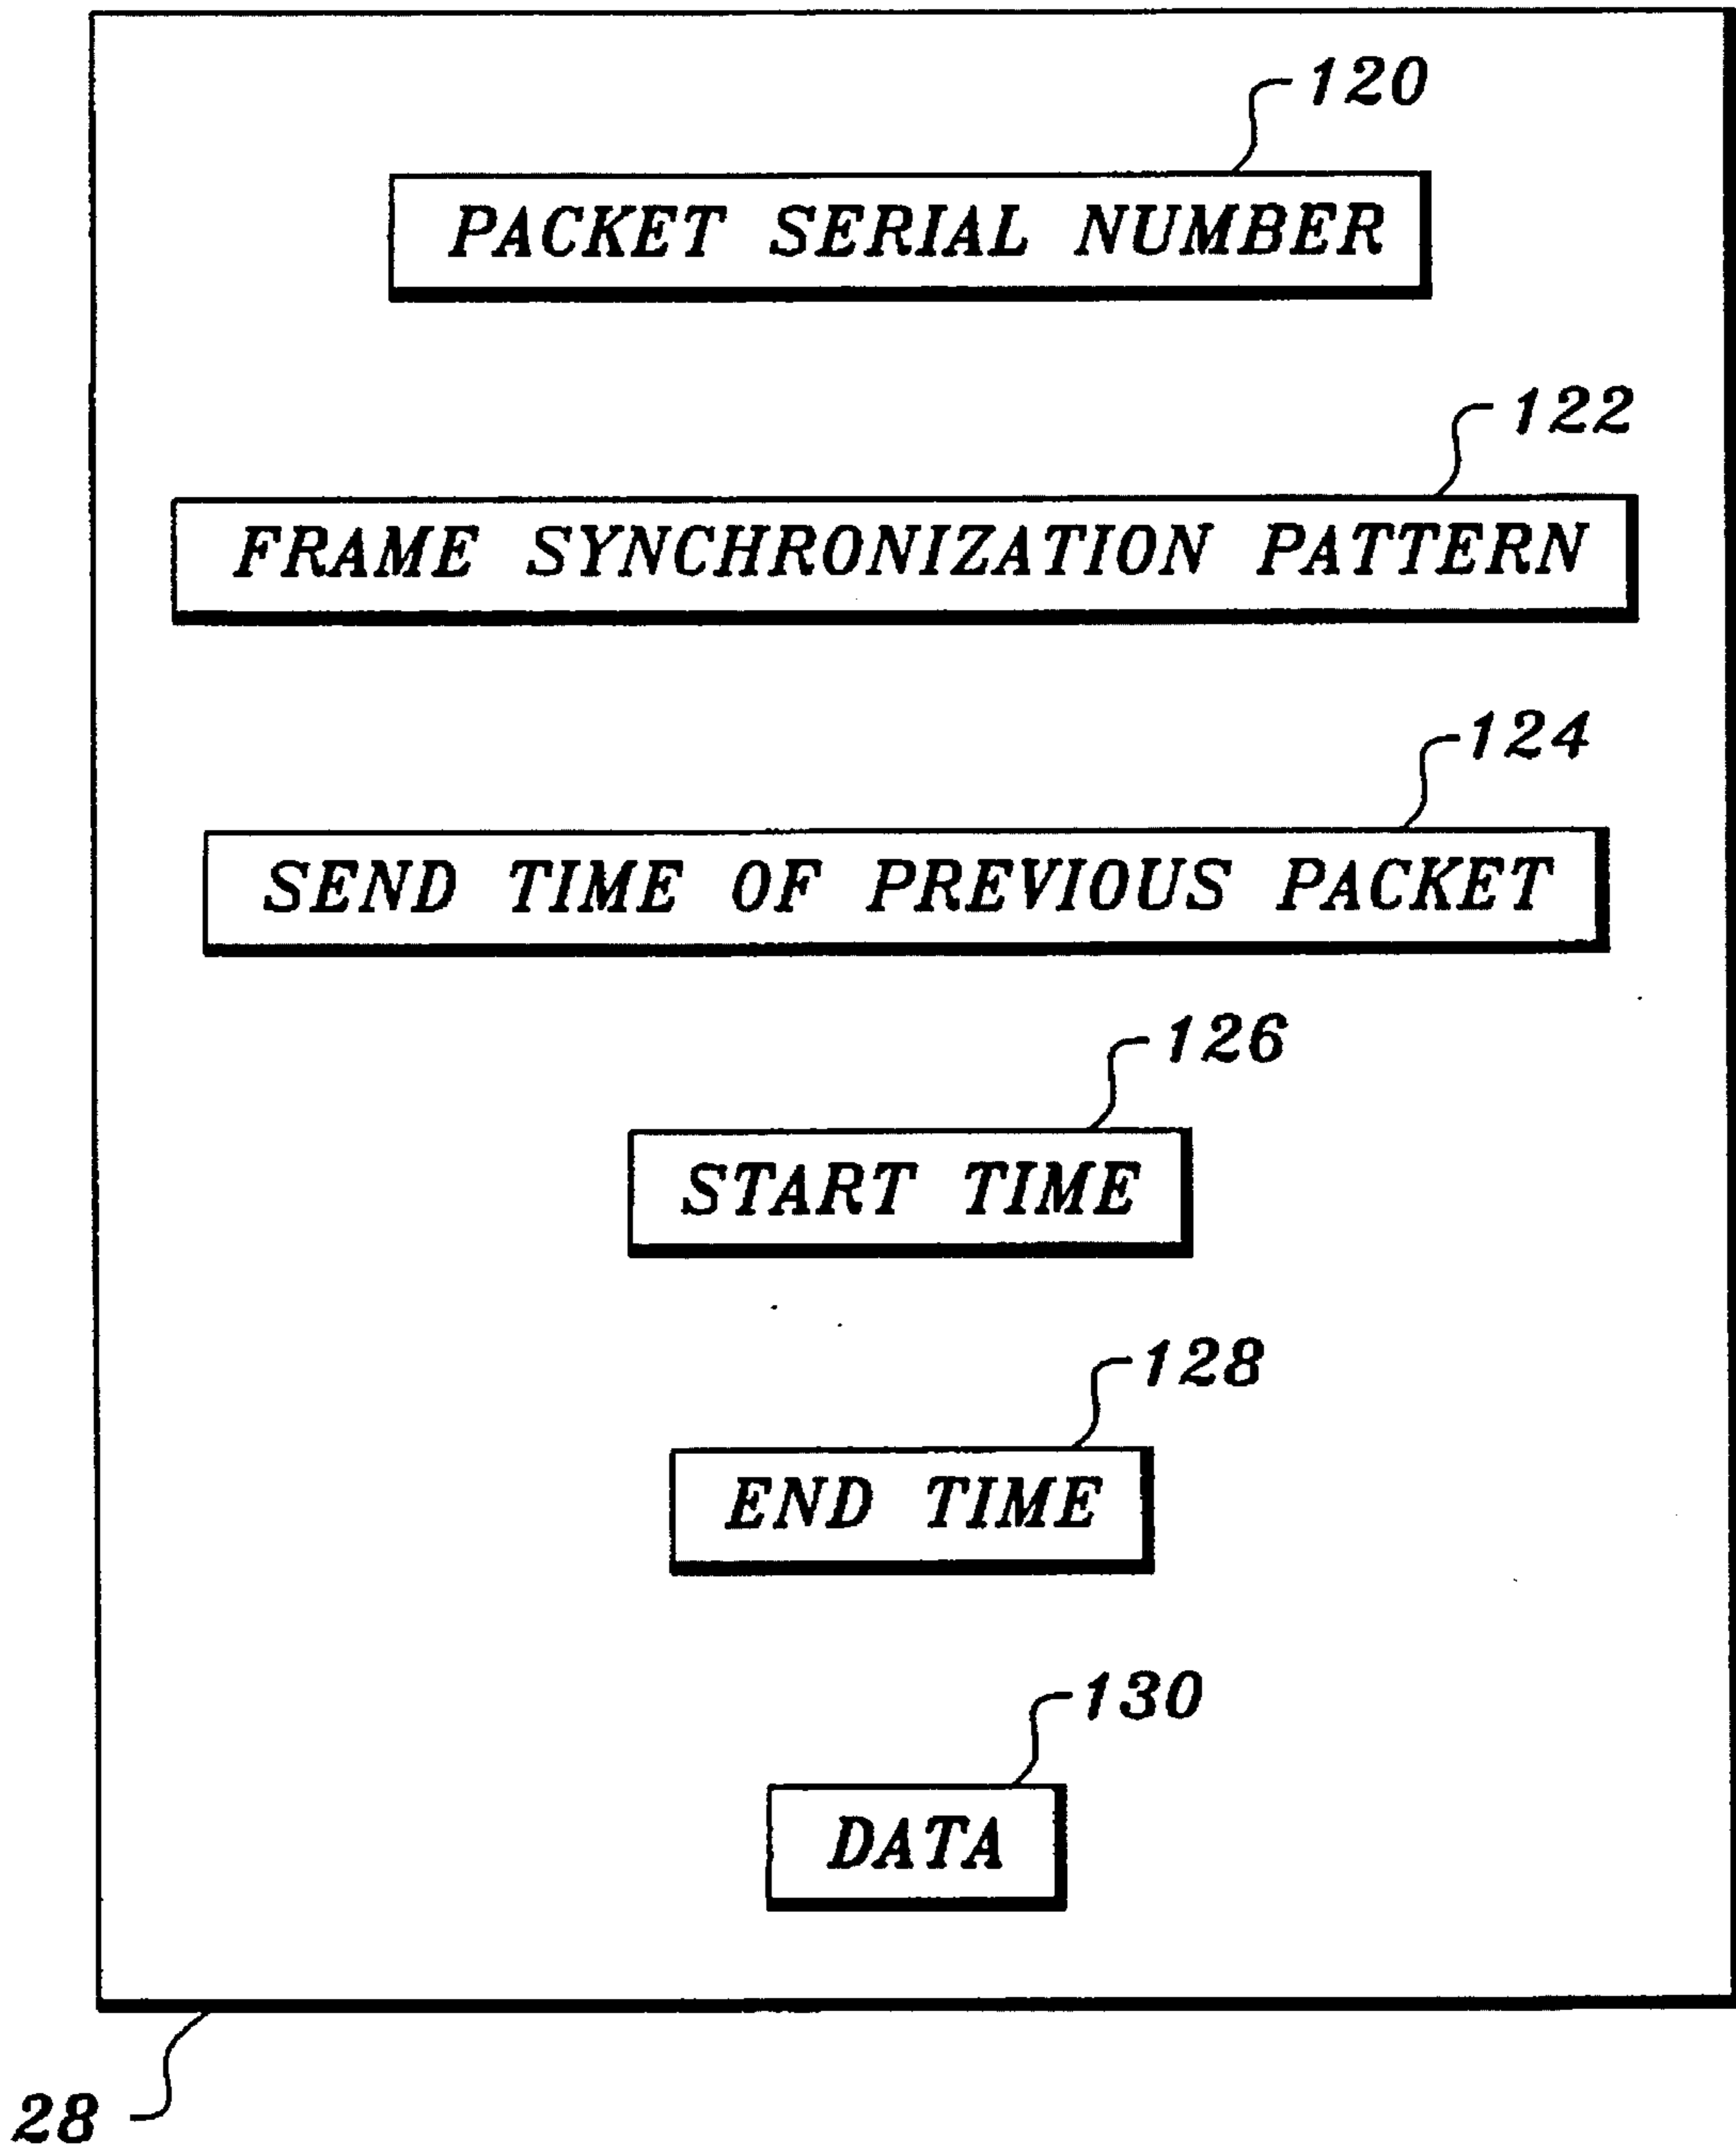 120
PACKET SERIAL NUMBER
122
FRAME SYNCHRONIZATION PATTERN
124
SEND TIME OF PREVIOUS PACKET
126
START TIME
128
END TIME
130
DATA
28